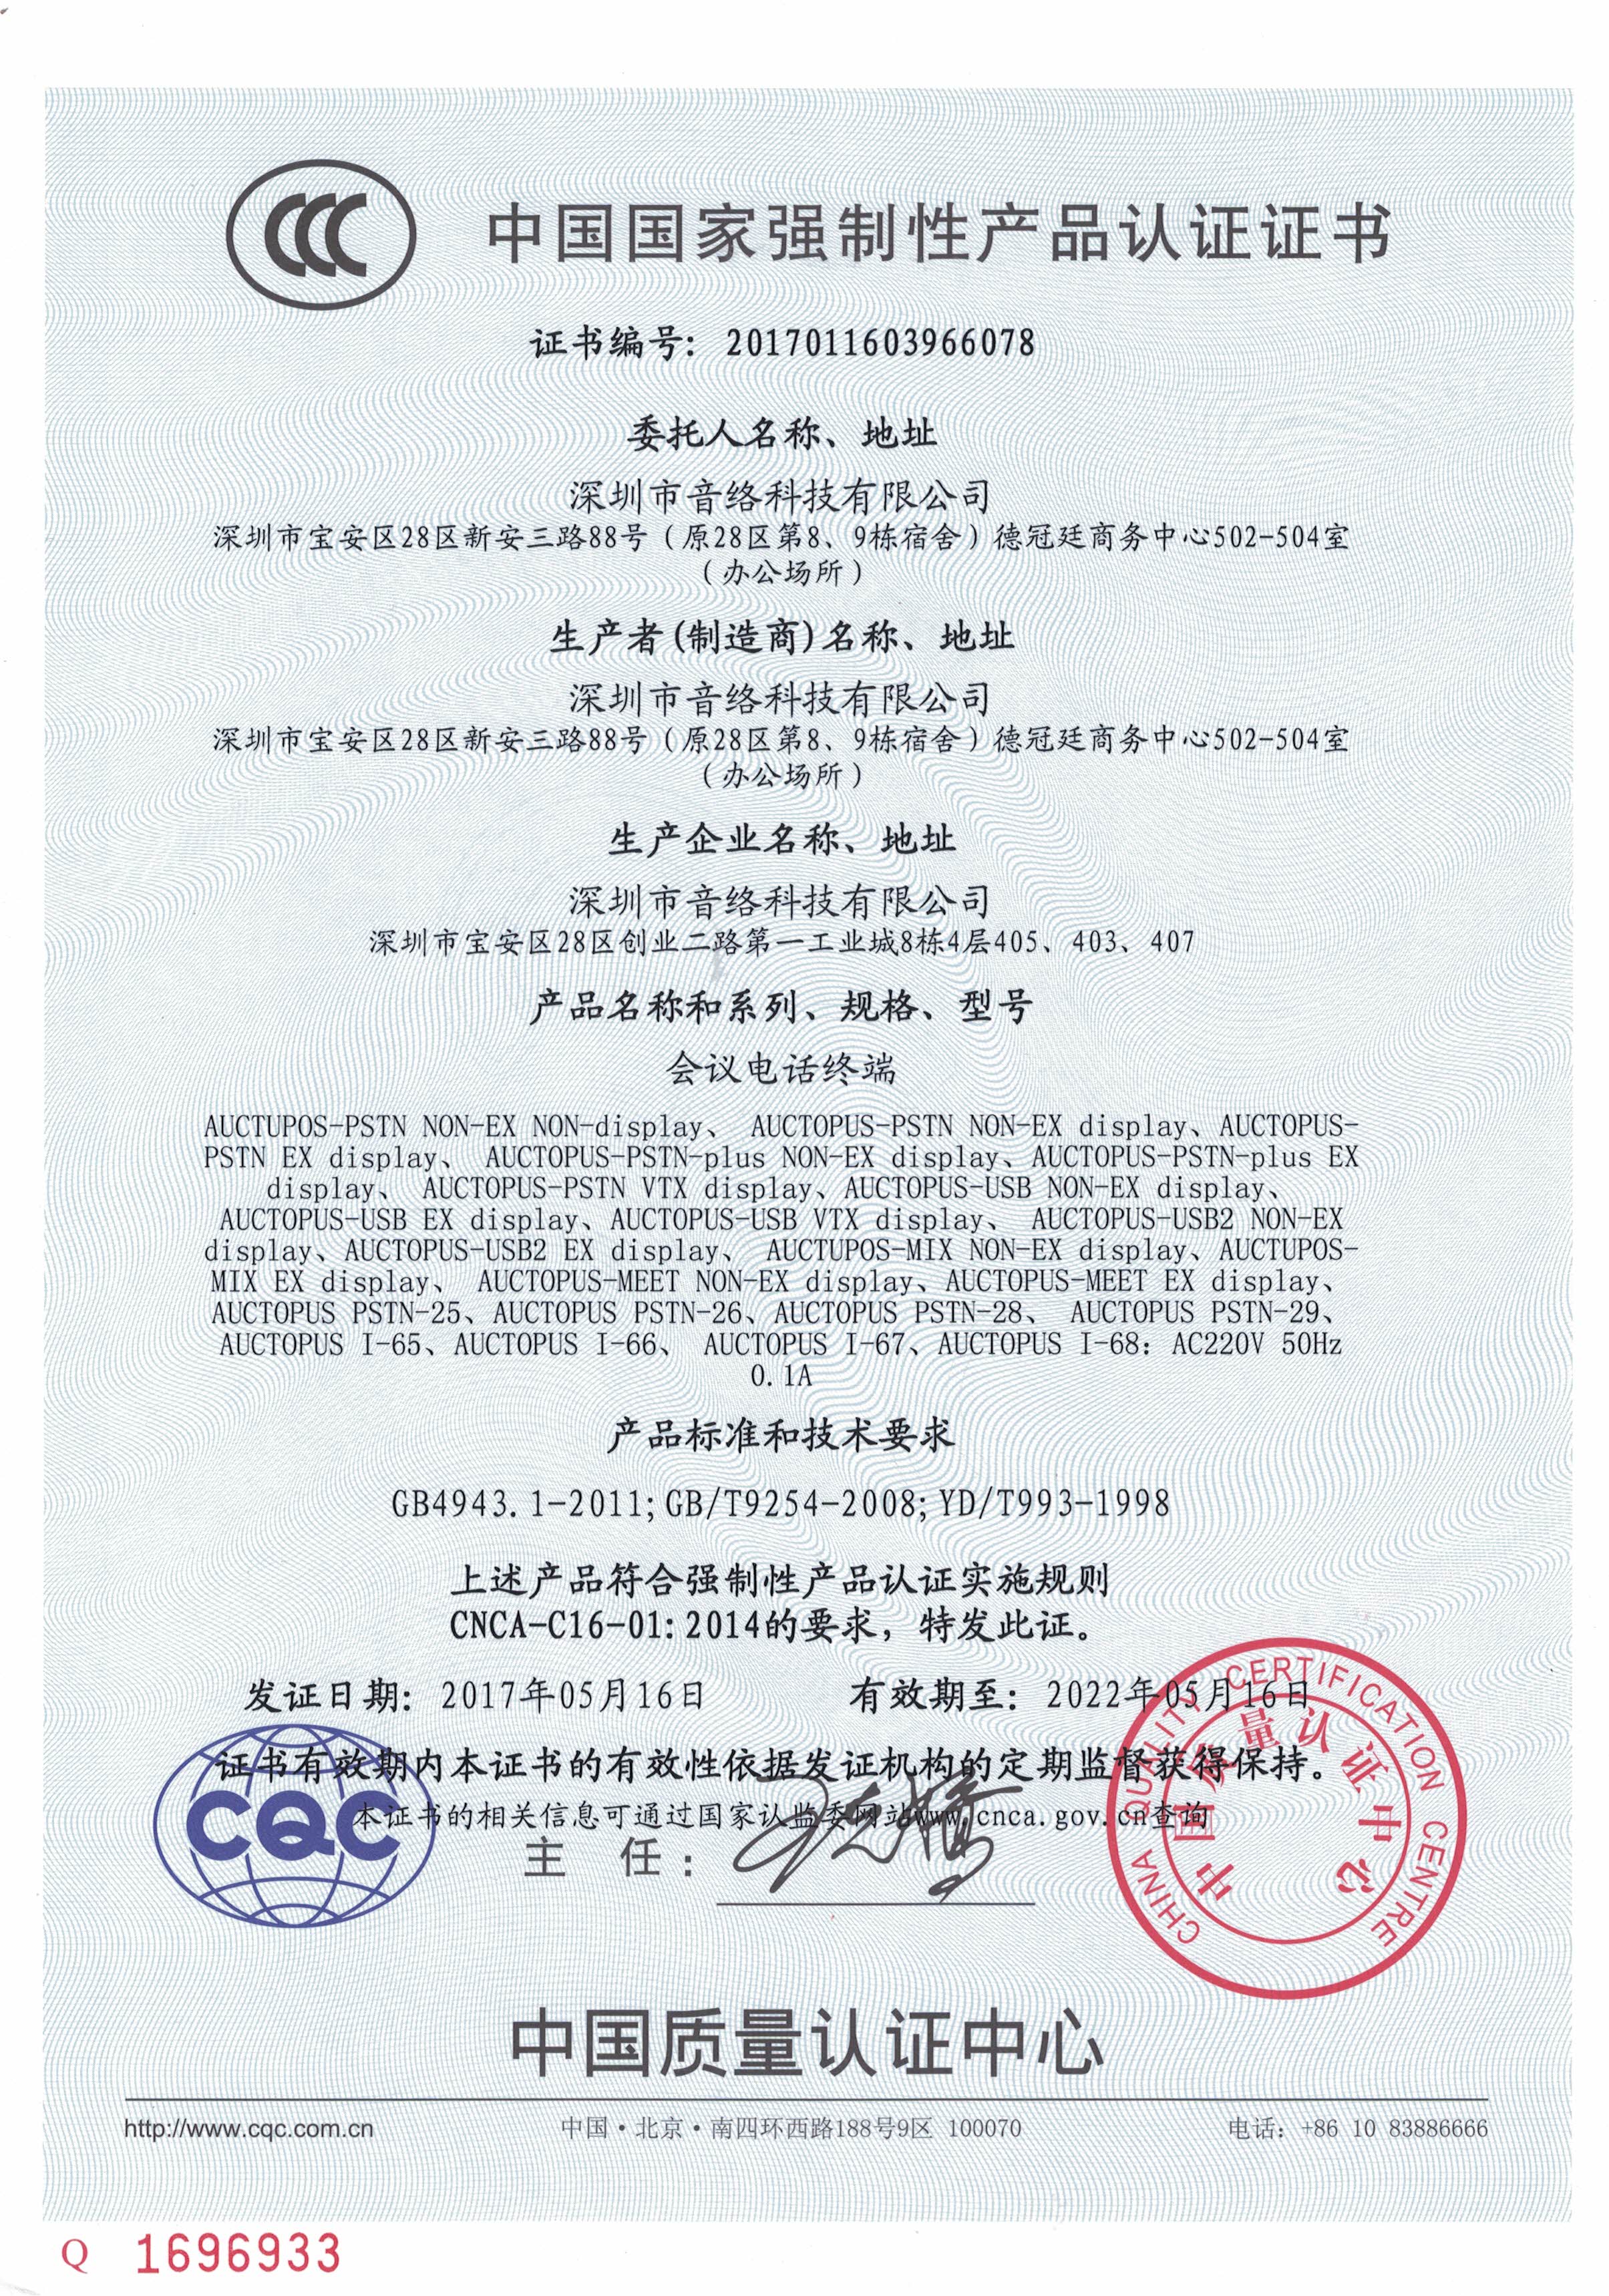 中国国家强制性产品认证证书
证书编号: 2017011603966078
委托人名称、地址
深圳市音络科技有限公司
深圳市宝安区28区新安三路88号（原28区第8、9栋宿舍）德冠廷商务中心502-504室
（办公场所）
生产者(制造商)名称、地址
深圳市音络科技有限公司
深圳市宝安区28区新安三路88号（原28区第8、9栋宿舍）德冠廷商务中心502-504室
（办公场所）
生产企业名称、地址
深圳市音络科技有限公司
深圳市宝安区28区创业二路第一工业城8栋4层405、403、407
产品名称和系列、规格、型号
会议电话终端
AUCTUPOS-PSTN NON-EX NON-display、 AUCTOPUS-PSTN NON-EX display、AUCTOPUS-
PSTN EX display、 AUCTOPUS-PSTN-plus NON-EX display、AUCTOPUS-PSTN-plus EX
display、 AUCTOPUS-PSTN VTX display、AUCTOPUS-USB NON-EX display、
AUCTOPUS-USB EX display、AUCTOPUS-USB VTX display、 AUCTOPUS-USB2 NON-EX
display、AUCTOPUS-USB2 EX display、 AUCTUPOS-MIX NON-EX display、AUCTUPOS-
MIX EX display、 AUCTOPUS-MEET NON-EX display、AUCTOPUS-MEET EX display、
AUCTOPUS PSTN-25、AUCTOPUS PSTN-26、AUCTOPUS PSTN-28、 AUCTOPUS PSTN-29、
AUCTOPUS I-65、AUCTOPUS I-66、 AUCTOPUS I-67、AUCTOPUS I-68: AC220V 50Hz
0.1A
产品标准和技术要求
GB4943.1-2011;GB/T9254-2008;YD/T993-1998
上述产品符合强制性产品认证实施规则
CNCA-C16-01:2014的要求，特发此证。
发证日期: 2017年05月16日 有效期至: 2022年05月16日
证书有效期内本证书的有效性依据发证机构的定期监督获得保持。
本证书的相关信息可通过国家认监委网站www.cnca.gov.cn查询
CQC
主 任：
CHINA QUALITY CERTIFICATION CENTRE
中国质量认证中心
中国质量认证中心
http://www.cqc.com.cn 中国·北京·南四环西路188号9区 100070 电话: +86 10 83886666
Q 1696933